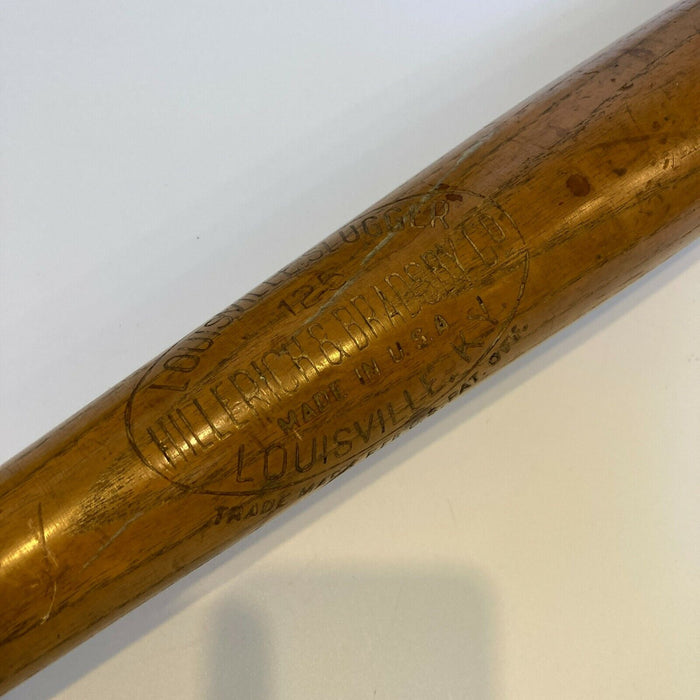 LOUISVILLE SLUGGER
125
HILLERICH & BRADSBY CO
MADE IN U.S.A.
LOUISVILLE, KY.
TRADE MARK REG. U.S. PAT. OFF.